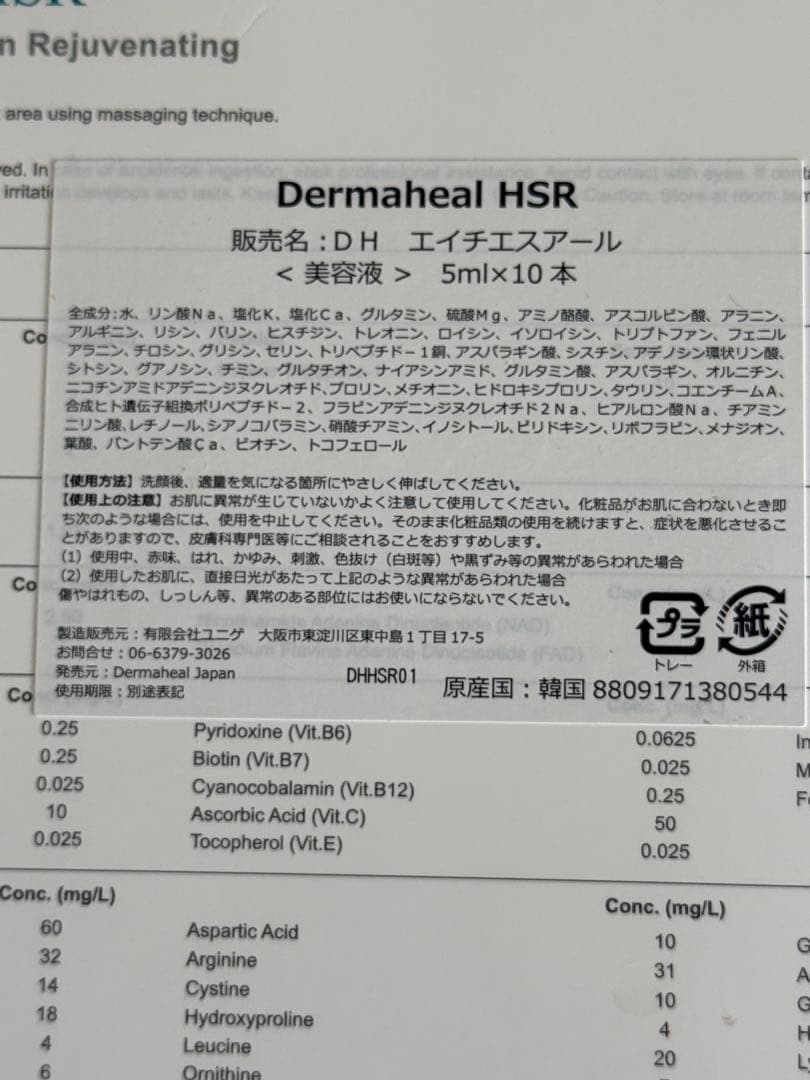 n Rejuvenating
area using massaging technique.
Dermaheal HSR
販売名:ＤＨ　エイチエスアール
< 美容液 >　5ml×10 本
全成分:水、リン酸Ｎａ、塩化Ｋ、塩化Ｃａ、グルタミン、硫酸Ｍｇ、アミノ酪酸、アスコルビン酸、アラニン、
アルギニン、リシン、バリン、ヒスチジン、トレオニン、ロイシン、イソロイシン、トリプトファン、フェニル
アラニン、チロシン、グリシン、セリン、トリペプチド－１銅、アスパラギン酸、シスチン、アデノシン環状リン酸、
シトシン、グアノシン、チミン、グルタチオン、ナイアシンアミド、グルタミン酸、アスパラギン、オルニチン、
ニコチンアミドアデニンジヌクレオチド、プロリン、メチオニン、ヒドロキシプロリン、タウリン、コエンチームＡ、
合成ヒト遺伝子組換ポリペプチド－２、フラビンアデニンジヌクレオチド２Ｎａ、ヒアルロン酸Ｎａ、チアミン
ニリン酸、レチノール、シアノコバラミン、硝酸チアミン、イノシトール、ピリドキシン、リボフラビン、メナジオン、
葉酸、パントテン酸Ｃａ、ビオチン、トコフェロール
【使用方法】洗顔後、適量を気になる箇所にやさしく伸ばしてください。
【使用上の注意】お肌に異常が生じていないかよく注意して使用してください。化粧品がお肌に合わないとき即
ち次のような場合には、使用を中止してください。そのまま化粧品類の使用を続けますと、症状を悪化させるこ
とがありますので、皮膚科専門医等にご相談されることをおすすめします。
（1）使用中、赤味、はれ、かゆみ、刺激、色抜け（白斑等）や黒ずみ等の異常があらわれた場合
（2）使用したお肌に、直接日光があたって上記のような異常があらわれた場合
傷やはれもの、しっしん等、異常のある部位にはお使いにならないでください。
製造販売元：有限会社ユニゲ　大阪市東淀川区東中島１丁目 17-5
お問合せ：06-6379-3026
発売元：Dermaheal Japan
使用期限：別途表記
DHHSR01
プラ
トレー
紙
外箱
原産国：韓国 8809171380544
0.25 Pyridoxine (Vit.B6) 0.0625
0.25 Biotin (Vit.B7) 0.025
0.025 Cyanocobalamin (Vit.B12) 0.25
10 Ascorbic Acid (Vit.C) 50
0.025 Tocopherol (Vit.E) 0.025
Conc. (mg/L) Conc. (mg/L)
60 Aspartic Acid 10
32 Arginine 31
14 Cystine 10
18 Hydroxyproline 4
4 Leucine 20
6 Ornithine